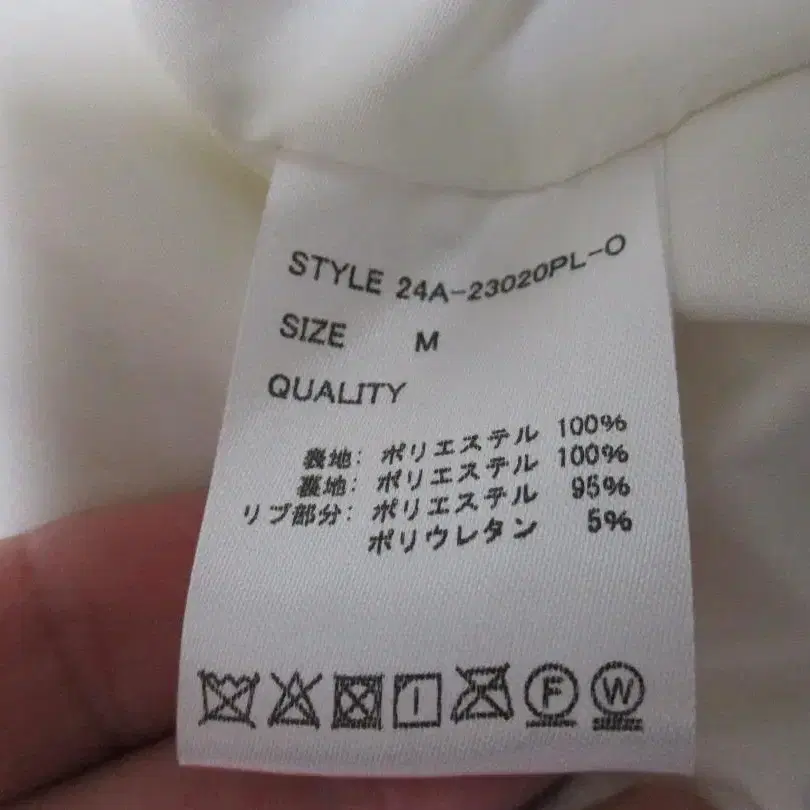 STYLE 24A-23020PL-O
SIZE M
QUALITY
表地: ポリエステル 100%
裏地: ポリエステル 100%
リブ部分: ポリエステル 95%
ポリウレタン 5%
F W